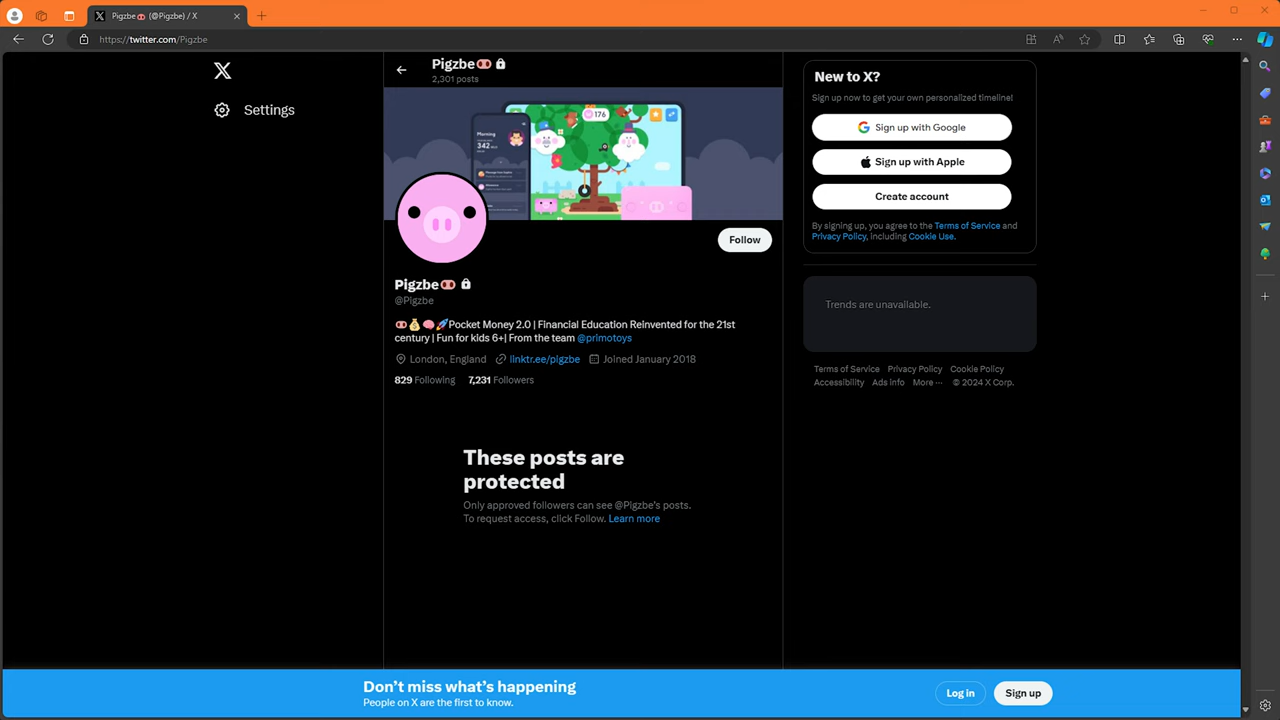 Pigzbe (@Pigzbe) / X
https://twitter.com/Pigzbe
Settings
Pigzbe
2,301 posts
Morning
342
176
Follow
Pigzbe
@Pigzbe
Pocket Money 2.0 | Financial Education Reinvented for the 21st
century | Fun for kids 6+| From the team @primotoys
London, England linktr.ee/pigzbe Joined January 2018
829 Following 7,231 Followers
These posts are
protected
Only approved followers can see @Pigzbe's posts.
To request access, click Follow. Learn more
New to X?
Sign up now to get your own personalized timeline!
Sign up with Google
Sign up with Apple
Create account
By signing up, you agree to the Terms of Service and
Privacy Policy, including Cookie Use.
Trends are unavailable.
Terms of Service Privacy Policy Cookie Policy
Accessibility Ads info More ··· © 2024 X Corp.
Don't miss what's happening
People on X are the first to know.
Log in
Sign up